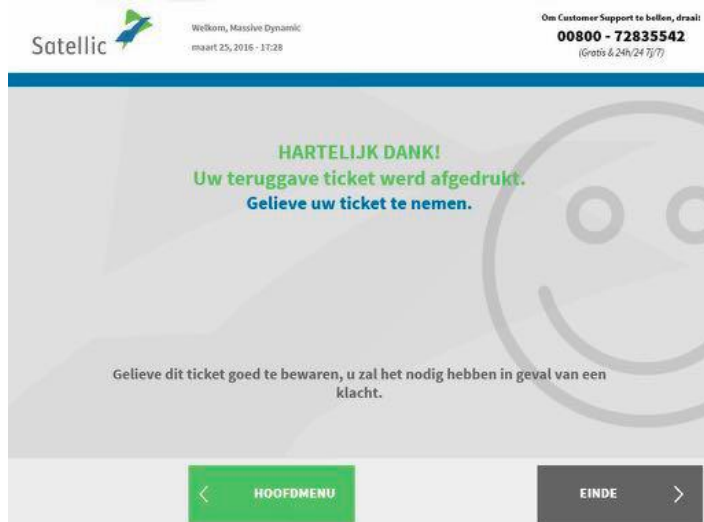 Satellic
Welkom, Massive Dynamic
maart 25, 2016 - 17:28
Om Customer Support te bellen, draai:
00800 - 72835542
(Gratis & 24h/24 7j/7)
HARTELIJK DANK!
Uw teruggave ticket werd afgedrukt.
Gelieve uw ticket te nemen.
Gelieve dit ticket goed te bewaren, u zal het nodig hebben in geval van een
klacht.
HOOFDMENU
EINDE